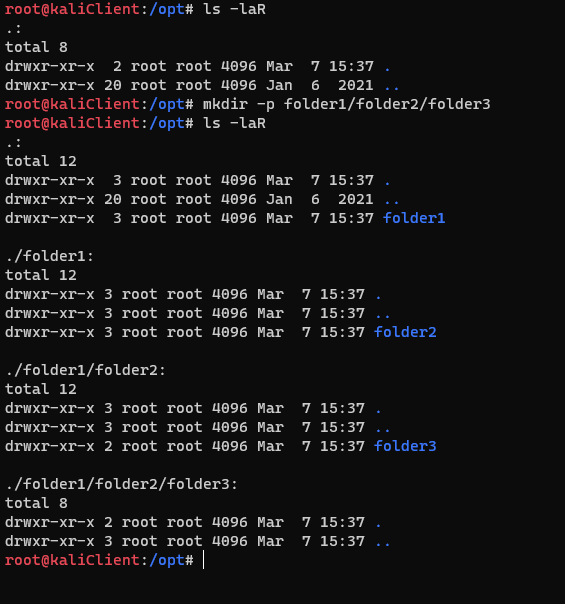 root@kaliClient:/opt# ls -laR
.:
total 8
drwxr-xr-x  2 root root 4096 Mar  7 15:37 .
drwxr-xr-x 20 root root 4096 Jan  6  2021 ..
root@kaliClient:/opt# mkdir -p folder1/folder2/folder3
root@kaliClient:/opt# ls -laR
.:
total 12
drwxr-xr-x  3 root root 4096 Mar  7 15:37 .
drwxr-xr-x 20 root root 4096 Jan  6  2021 ..
drwxr-xr-x  3 root root 4096 Mar  7 15:37 folder1

./folder1:
total 12
drwxr-xr-x 3 root root 4096 Mar  7 15:37 .
drwxr-xr-x 3 root root 4096 Mar  7 15:37 ..
drwxr-xr-x 3 root root 4096 Mar  7 15:37 folder2

./folder1/folder2:
total 12
drwxr-xr-x 3 root root 4096 Mar  7 15:37 .
drwxr-xr-x 3 root root 4096 Mar  7 15:37 ..
drwxr-xr-x 2 root root 4096 Mar  7 15:37 folder3

./folder1/folder2/folder3:
total 8
drwxr-xr-x 2 root root 4096 Mar  7 15:37 .
drwxr-xr-x 3 root root 4096 Mar  7 15:37 ..
root@kaliClient:/opt#